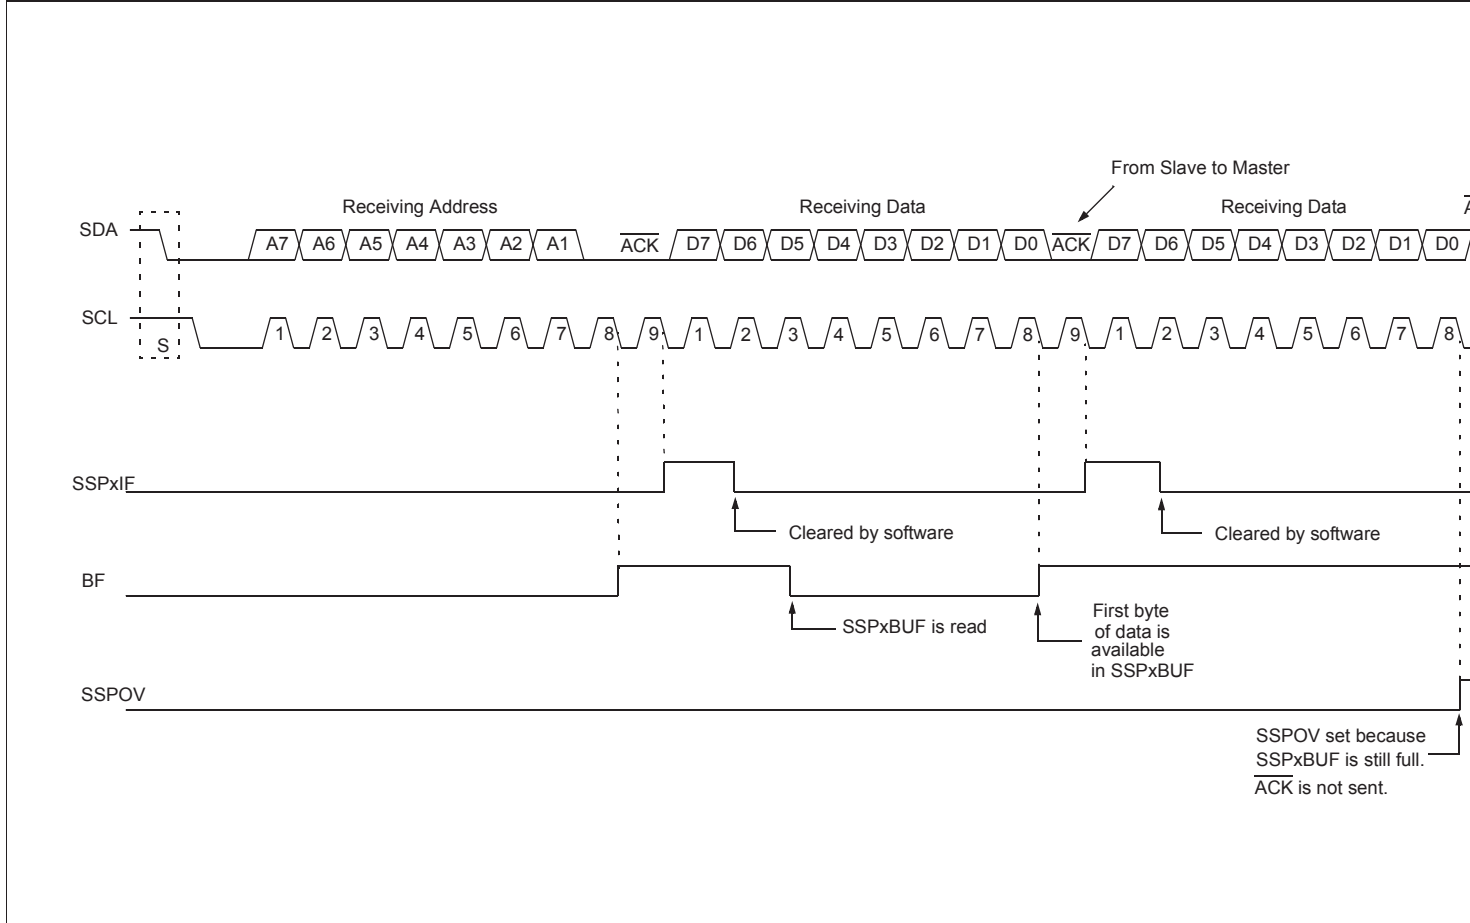 From Slave to Master
Receiving Address
Receiving Data
Receiving Data
SDA
A7 A6 A5 A4 A3 A2 A1 ACK D7 D6 D5 D4 D3 D2 D1 D0 ACK D7 D6 D5 D4 D3 D2 D1 D0
SCL
S
1 2 3 4 5 6 7 8 9 1 2 3 4 5 6 7 8 9 1 2 3 4 5 6 7 8
SSPxIF
Cleared by software
Cleared by software
BF
SSPxBUF is read
First byte
of data is
available
in SSPxBUF
SSPOV
SSPOV set because
SSPxBUF is still full.
ACK is not sent.